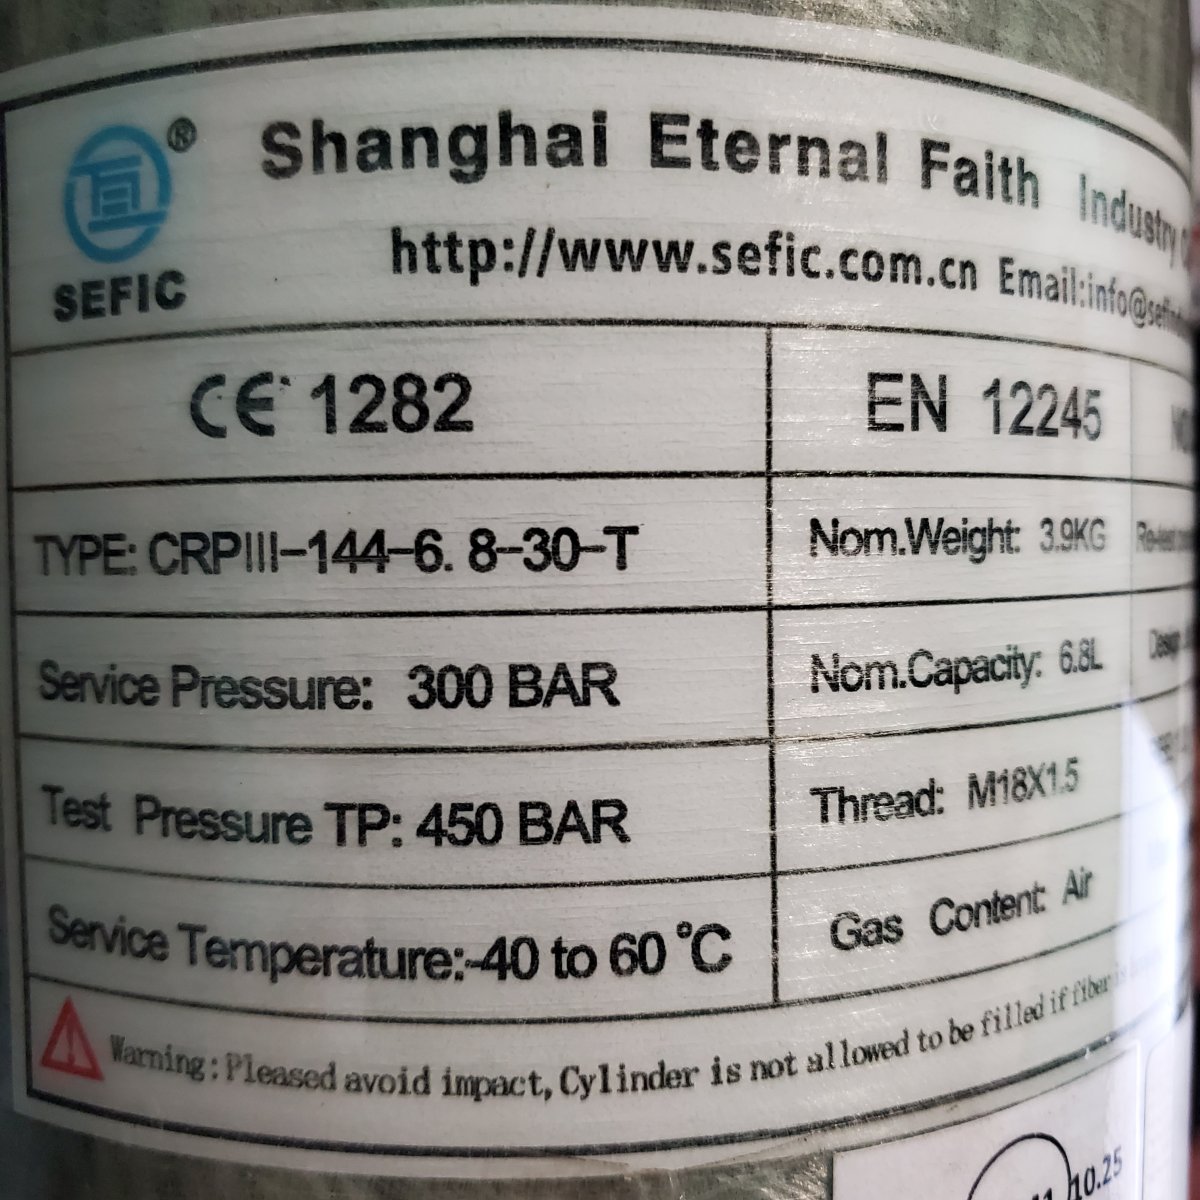 ® Shanghai Eternal Faith Industry
SEFIC
http://www.sefic.com.cn Email:info@
CE 1282 EN 12245
TYPE: CRPIII-144-6. 8-30-T Nom.Weight: 3.9KG
Service Pressure: 300 BAR Nom.Capacity: 6.8L
Test Pressure TP: 450 BAR Thread: M18X1.5
Service Temperature:-40 to 60 °C Gas Content: Air
Warning:Pleased avoid impact, Cylinder is not allowed to be filled if fiber
10.25